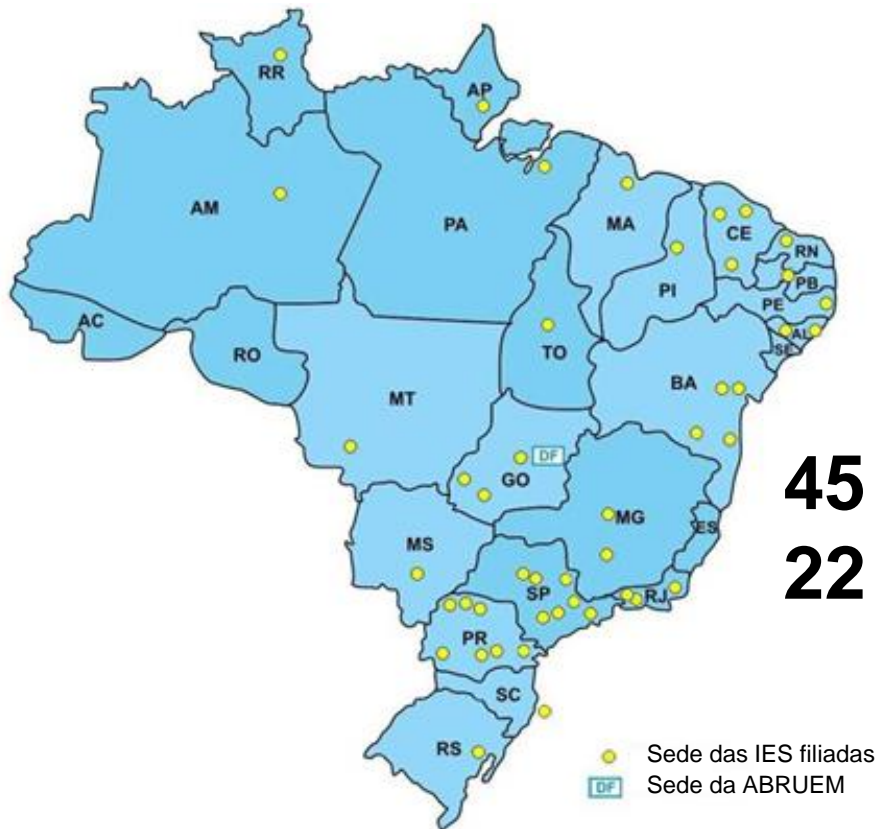 RR
AP
AM
PA
MA
CE
RN
PB
PI
PE
AC
AL
TO
SE
RO
BA
MT
DF
GO
45
MG
ES
MS
22
SP
RJ
PR
SC
RS
Sede das IES filiadas
DF Sede da ABRUEM